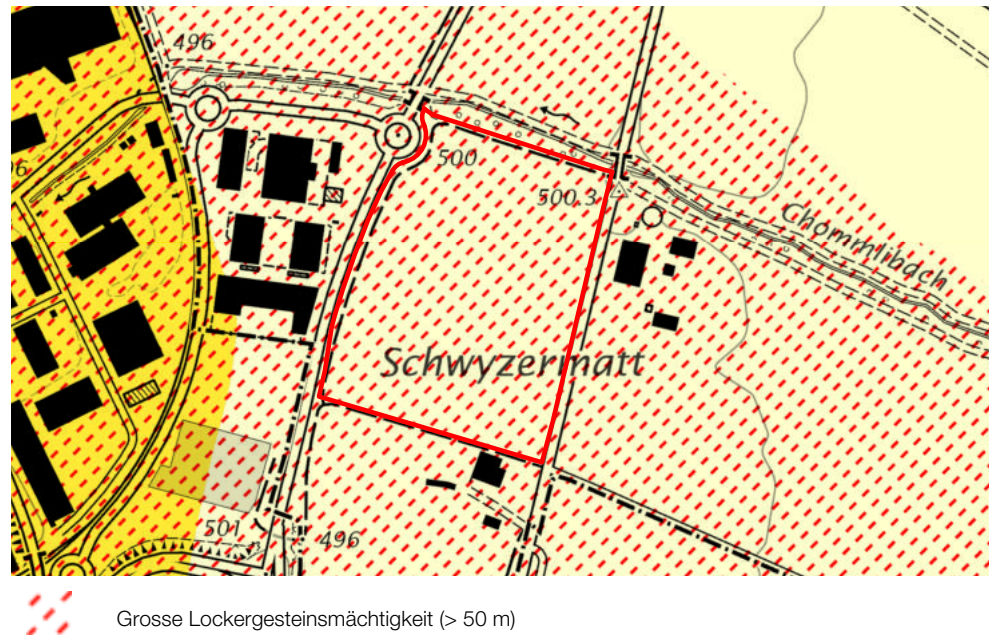 496
500
500.3
Chommlibach
6
Schwyzermatt
501
496
Grosse Lockergesteinsmächtigkeit (> 50 m)